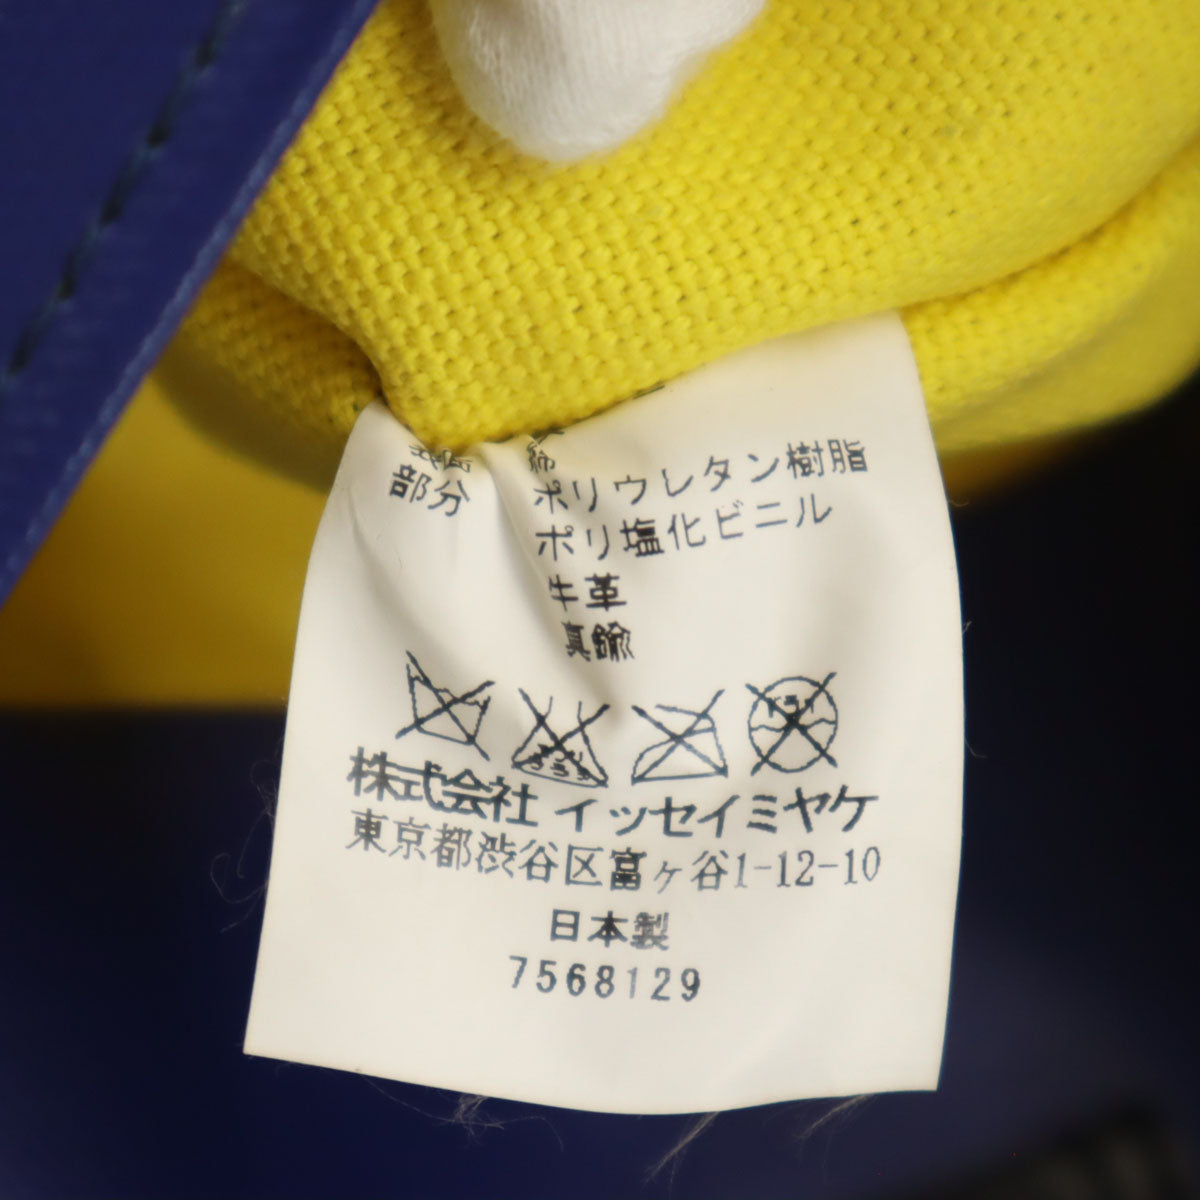 部分
綿
ポリウレタン樹脂
ポリ塩化ビニル
牛革
真鍮
株式会社 イッセイミヤケ
東京都渋谷区富ヶ谷1-12-10
日本製
7568129